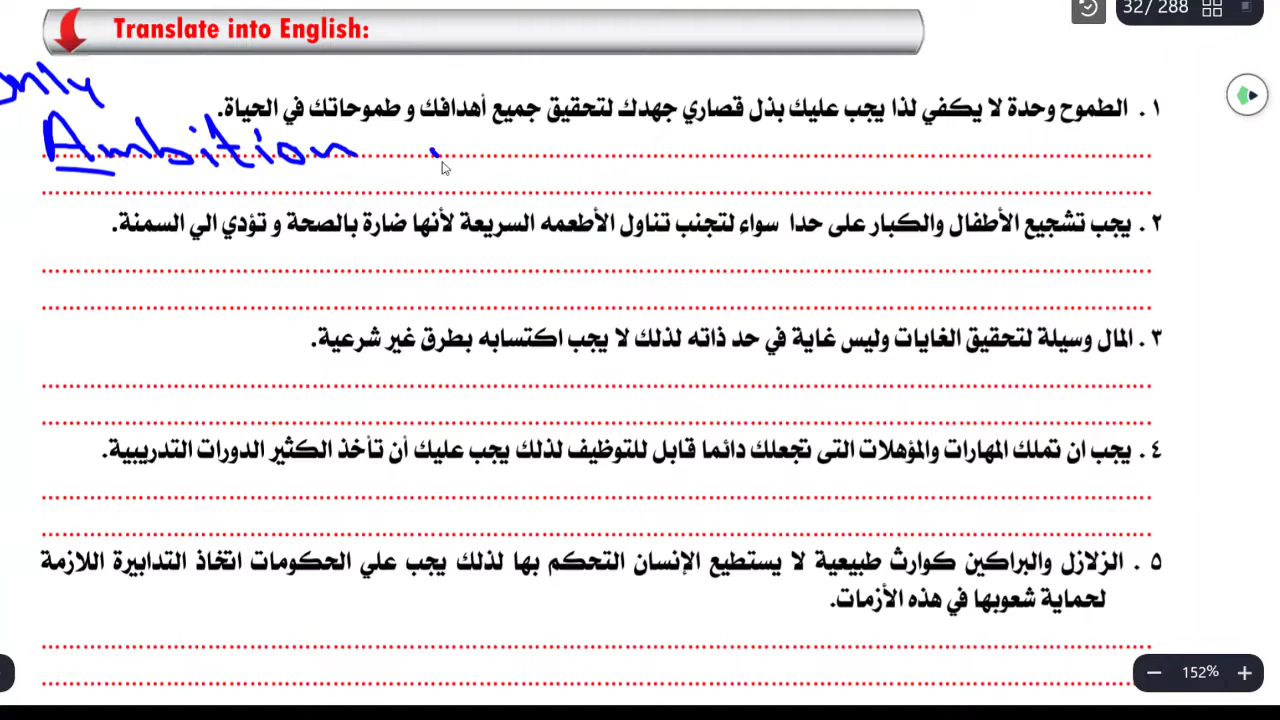 Translate into English:
32/ 288
only
١ . الطموح وحدة لا يكفي لذا يجب عليك بذل قصاري جهدك لتحقيق جميع أهدافك و طموحاتك في الحياة.
Ambition
٢ . يجب تشجيع الأطفال والكبار على حدا سواء لتجنب تناول الأطعمه السريعة لأنها ضارة بالصحة و تؤدي الي السمنة.
٣ . المال وسيلة لتحقيق الغايات وليس غاية في حد ذاته لذلك لا يجب اكتسابه بطرق غير شرعية.
٤ . يجب ان تملك المهارات والمؤهلات التى تجعلك دائما قابل للتوظيف لذلك يجب عليك أن تأخذ الكثير الدورات التدريبية.
٥ . الزلازل والبراكين كوارث طبيعية لا يستطيع الإنسان التحكم بها لذلك يجب علي الحكومات اتخاذ التدابيرة اللازمة
لحماية شعوبها في هذه الأزمات.
152%